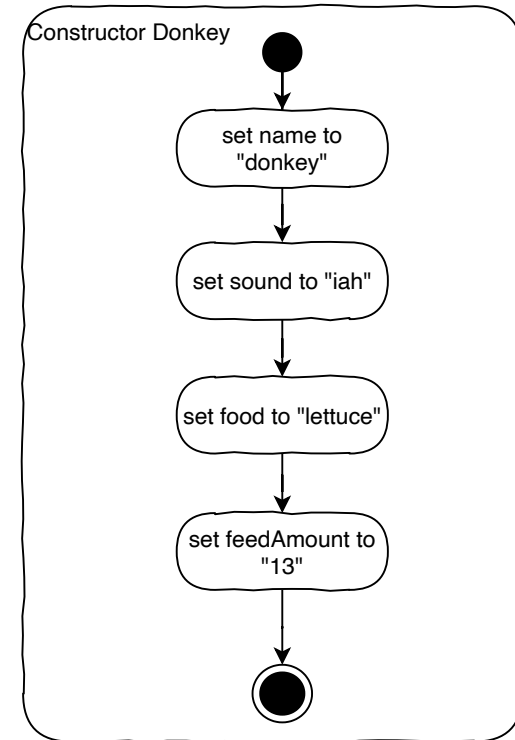 Constructor Donkey
set name to
"donkey"
set sound to "iah"
set food to "lettuce"
set feedAmount to
"13"